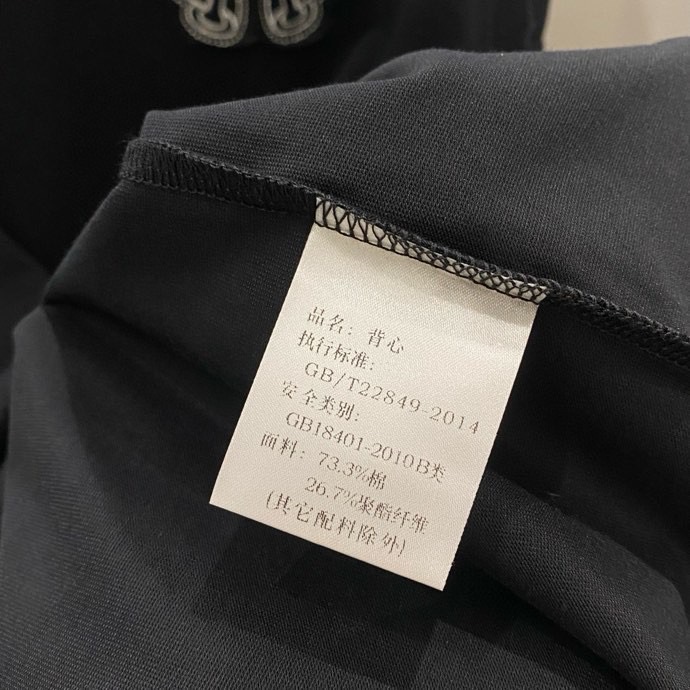 品名: 背心
执行标准:
GB/T22849-2014
安全类别:
GB18401-2010B类
面料: 73.3%棉
26.7%聚酯纤维
(其它配料除外)